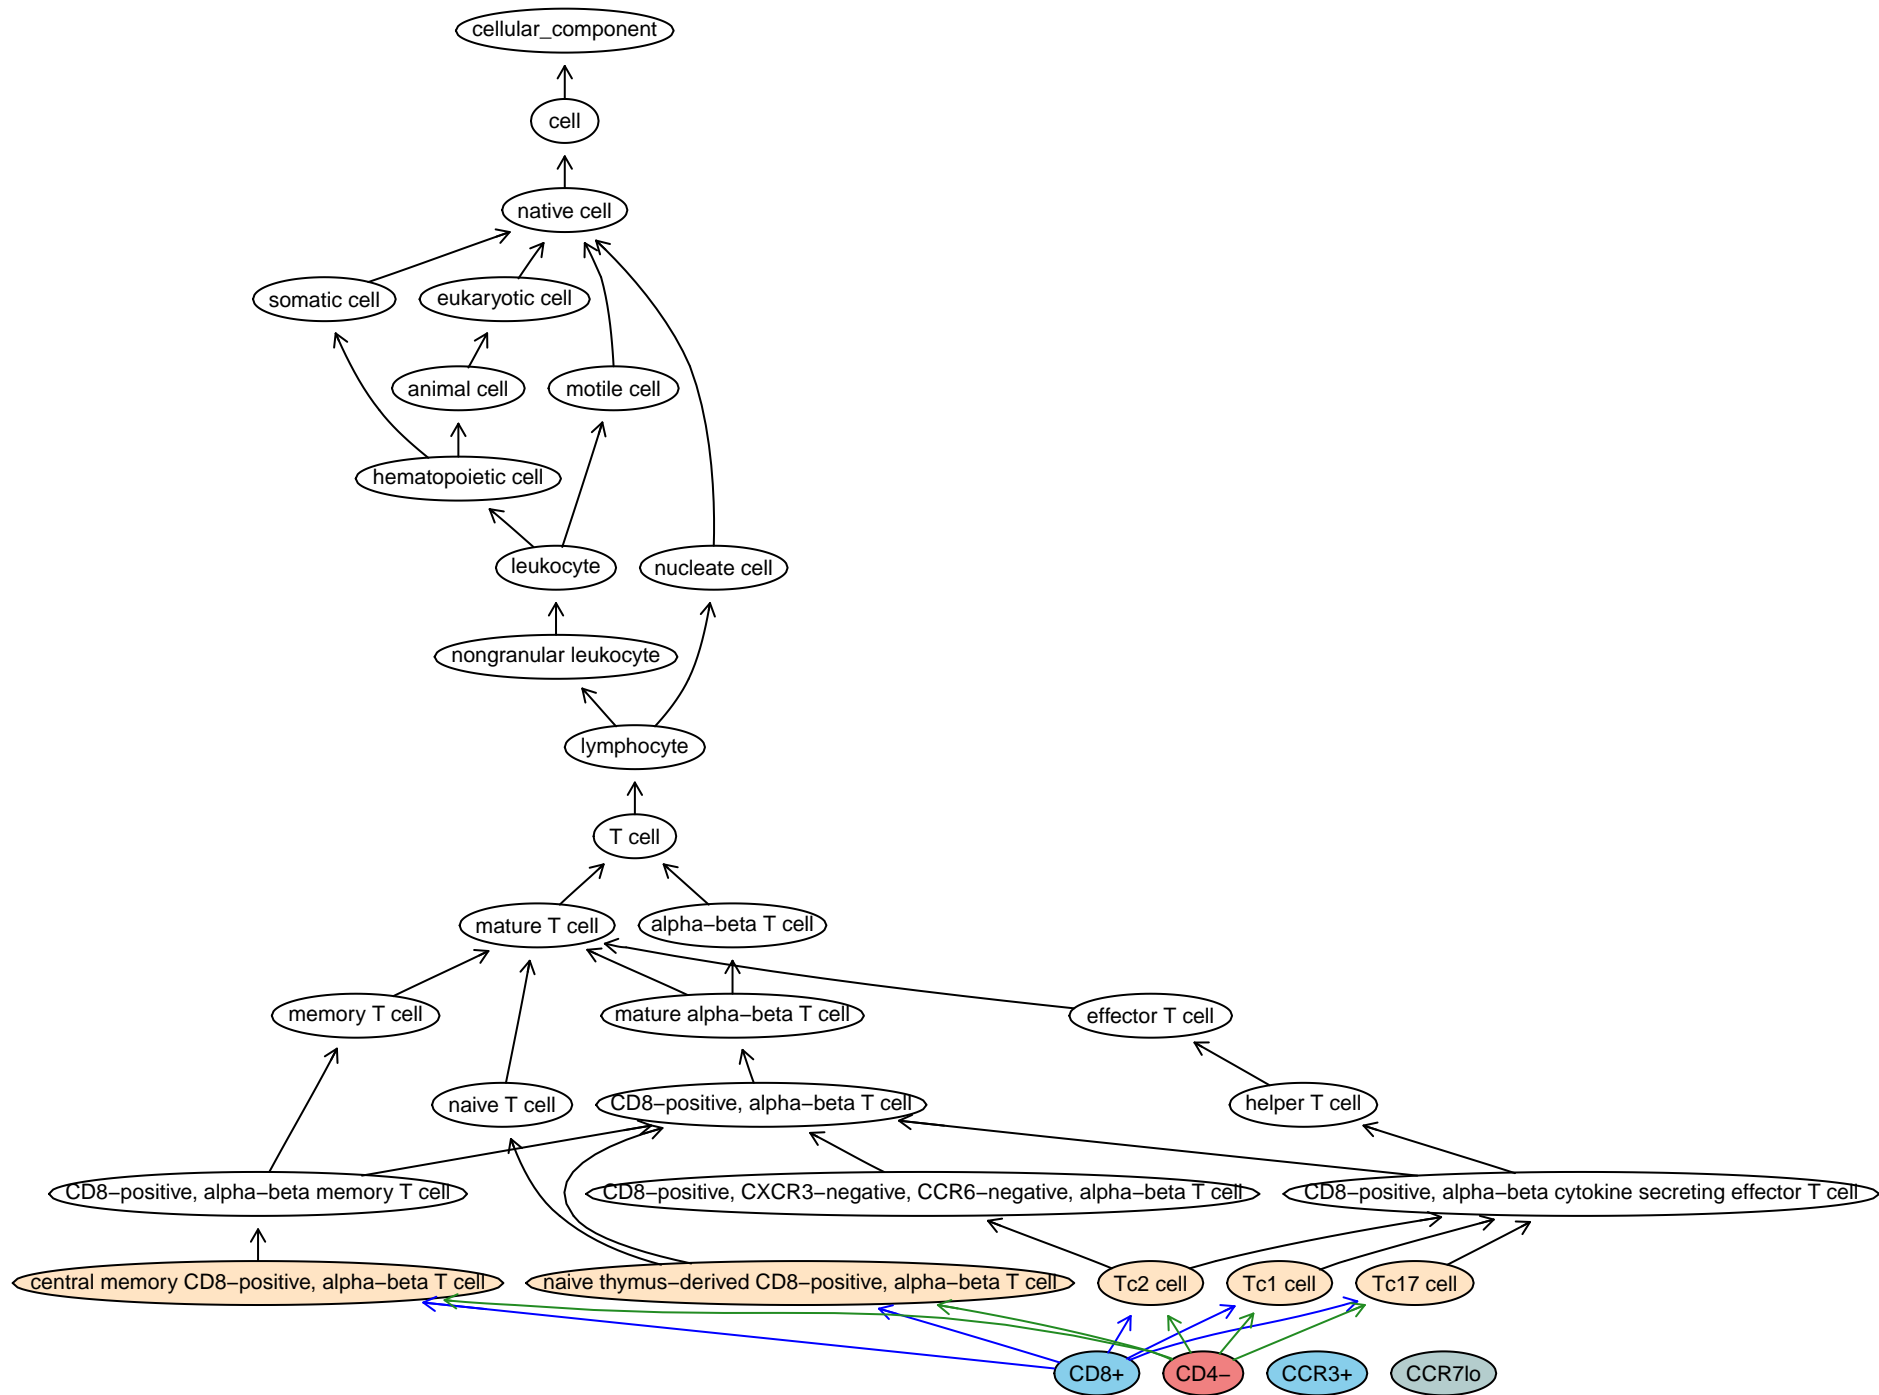 cellular_component
cell
native cell
somatic cell
eukaryotic cell
animal cell
motile cell
hematopoietic cell
leukocyte
nucleate cell
nongranular leukocyte
lymphocyte
T cell
mature T cell
alpha−beta T cell
memory T cell
mature alpha−beta T cell
effector T cell
naive T cell
CD8−positive, alpha−beta T cell
helper T cell
CD8−positive, alpha−beta memory T cell
CD8−positive, CXCR3−negative, CCR6−negative, alpha−beta T cell
CD8−positive, alpha−beta cytokine secreting effector T cell
central memory CD8−positive, alpha−beta T cell
naive thymus−derived CD8−positive, alpha−beta T cell
Tc2 cell
Tc1 cell
Tc17 cell
CD8+
CD4−
CCR3+
CCR7lo